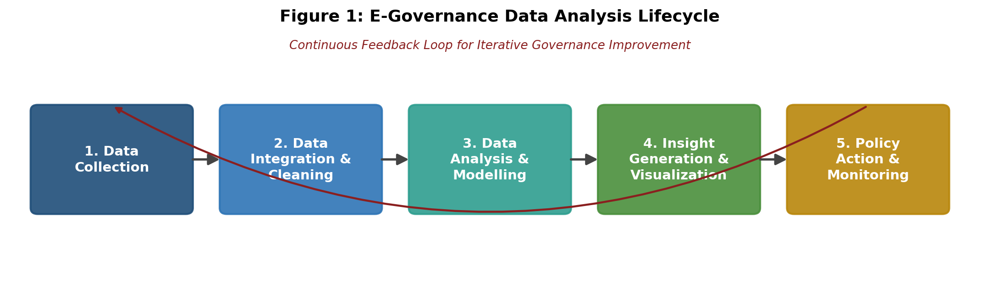 Figure 1: E-Governance Data Analysis Lifecycle
Continuous Feedback Loop for Iterative Governance Improvement
1. Data
Collection
2. Data
Integration &
Cleaning
3. Data
Analysis &
Modelling
4. Insight
Generation &
Visualization
5. Policy
Action &
Monitoring